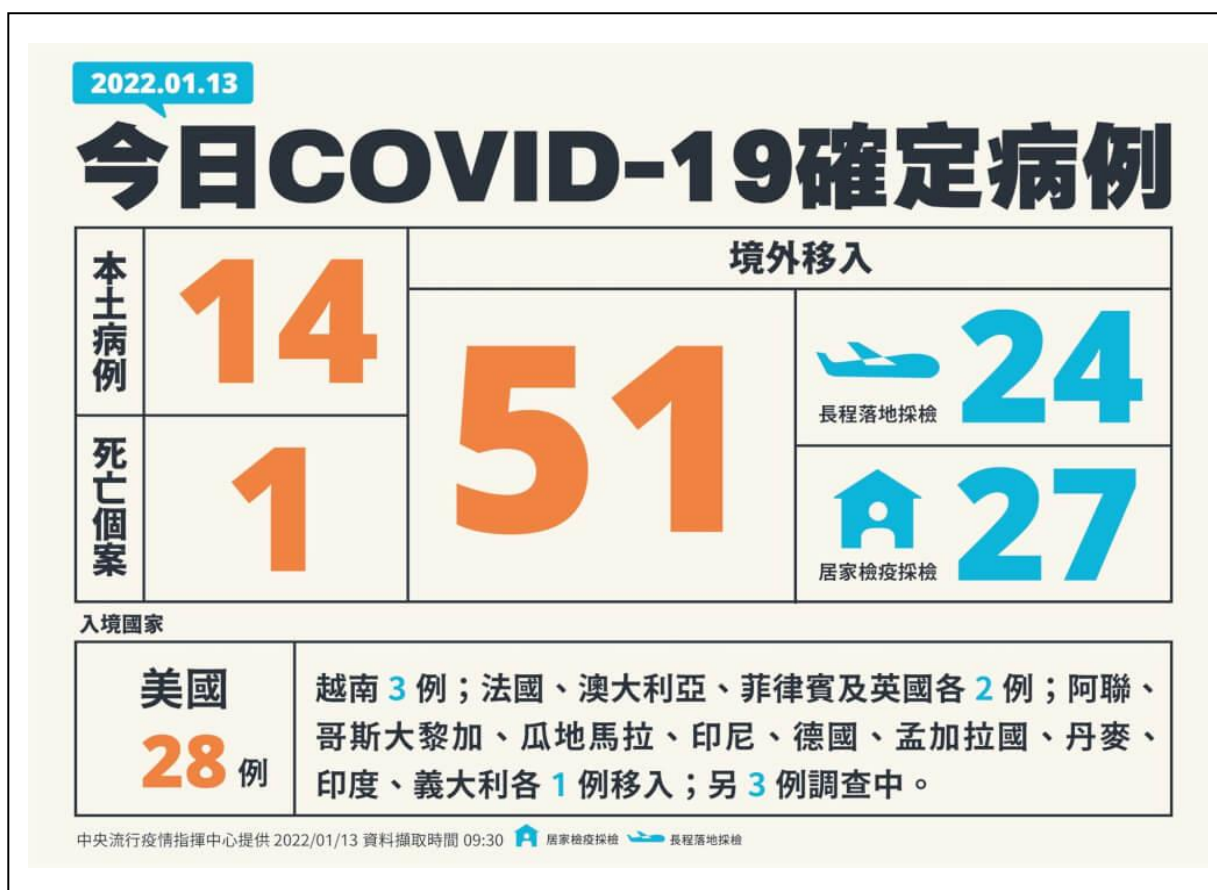 2022.01.13
今日COVID-19確定病例
本土病例
14
死亡個案
1
境外移入
51
長程落地採檢
24
居家檢疫採檢
27
入境國家
美國
28 例
越南 3 例；法國、澳大利亞、菲律賓及英國各 2 例；阿聯、
哥斯大黎加、瓜地馬拉、印尼、德國、孟加拉國、丹麥、
印度、義大利各 1 例移入；另 3 例調查中。
中央流行疫情指揮中心提供 2022/01/13 資料擷取時間 09:30 居家檢疫採檢 長程落地採檢